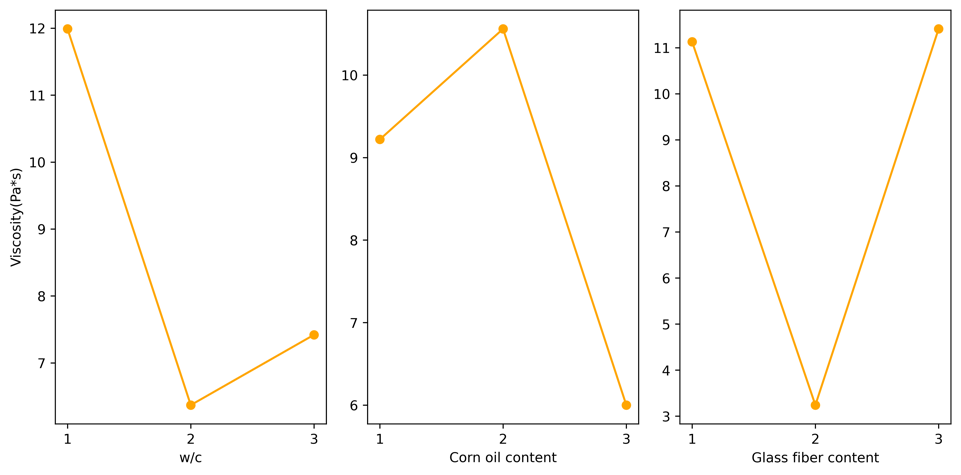 Viscosity(Pa*s)
12
11
10
9
8
7
1 2 3
w/c
10
9
8
7
6
1 2 3
Corn oil content
11
10
9
8
7
6
5
4
3
1 2 3
Glass fiber content